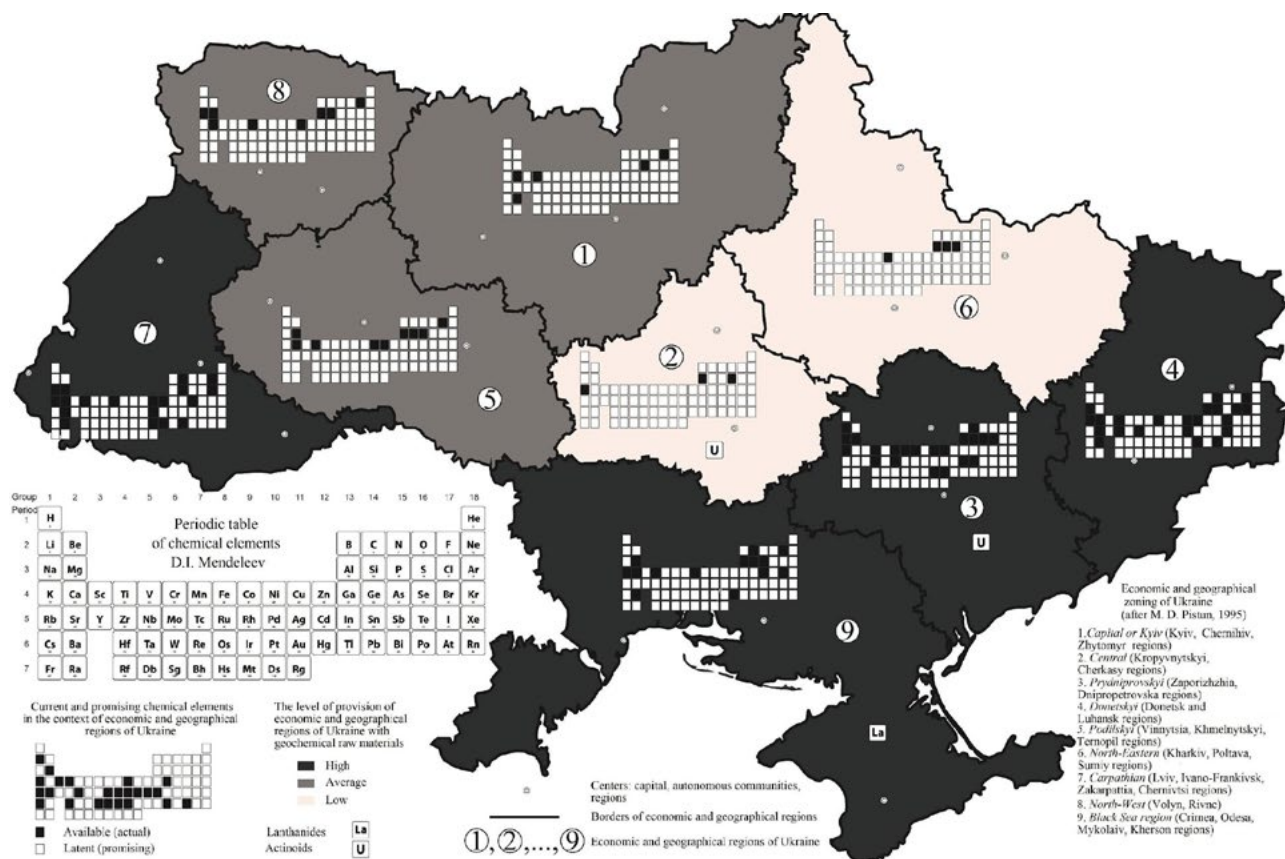 8
1
7
2
6
5
4
U
3
U
9
La
Group 1 2 3 4 5 6 7 8 9 10 11 12 13 14 15 16 17 18
Period
Periodic table
of chemical elements
D.I. Mendeleev
1 H He
2 Li Be B C N O F Ne
3 Na Mg Al Si P S Cl Ar
4 K Ca Sc Ti V Cr Mn Fe Co Ni Cu Zn Ga Ge As Se Br Kr
5 Rb Sr Y Zr Nb Mo Tc Ru Rh Pd Ag Cd In Sn Sb Te I Xe
6 Cs Ba Hf Ta W Re Os Ir Pt Au Hg Tl Pb Bi Po At Rn
7 Fr Ra Rf Db Sg Bh Hs Mt Ds Rg
Current and promising chemical elements
in the context of economic and geographical
regions of Ukraine
Available (actual)
Latent (promising)
The level of provision of
economic and geographical
regions of Ukraine with
geochemical raw materials
High
Average
Low
Lanthanides La
Actinoids U
Centers: capital, autonomous communities,
regions
Borders of economic and geographical regions
1,2,...,9 Economic and geographical regions of Ukraine
Economic and geographical
zoning of Ukraine
(after M. D. Pistun, 1995)
1.Capital or Kyiv (Kyiv, Chernihiv,
Zhytomyr regions)
2. Central (Kropyvnytskyi,
Cherkasy regions)
3. Prydniprovskyi (Zaporizhzhia,
Dnipropetrovska regions)
4, Donetskyi (Donetsk and
Luhansk regions)
5. Podilskyi (Vinnytsia, Khmelnytskyi,
Ternopil regions)
6. North-Eastern (Kharkiv, Poltava,
Sumiy regions)
7. Carpathian (Lviv, Ivano-Frankivsk,
Zakarpattia, Chernivtsi regions)
8. North-West (Volyn, Rivne)
9, Black Sea region (Crimea, Odesa,
Mykolaiv, Kherson regions)